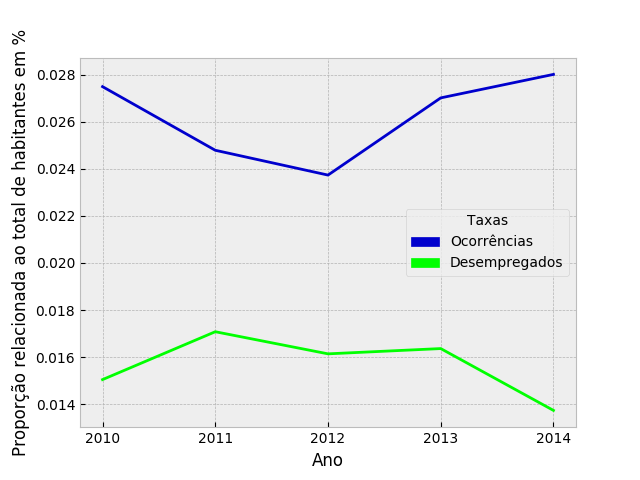 Proporção relacionada ao total de habitantes em %
0.028
0.026
0.024
0.022
0.020
0.018
0.016
0.014
Taxas
Ocorrências
Desempregados
2010 2011 2012 2013 2014
Ano